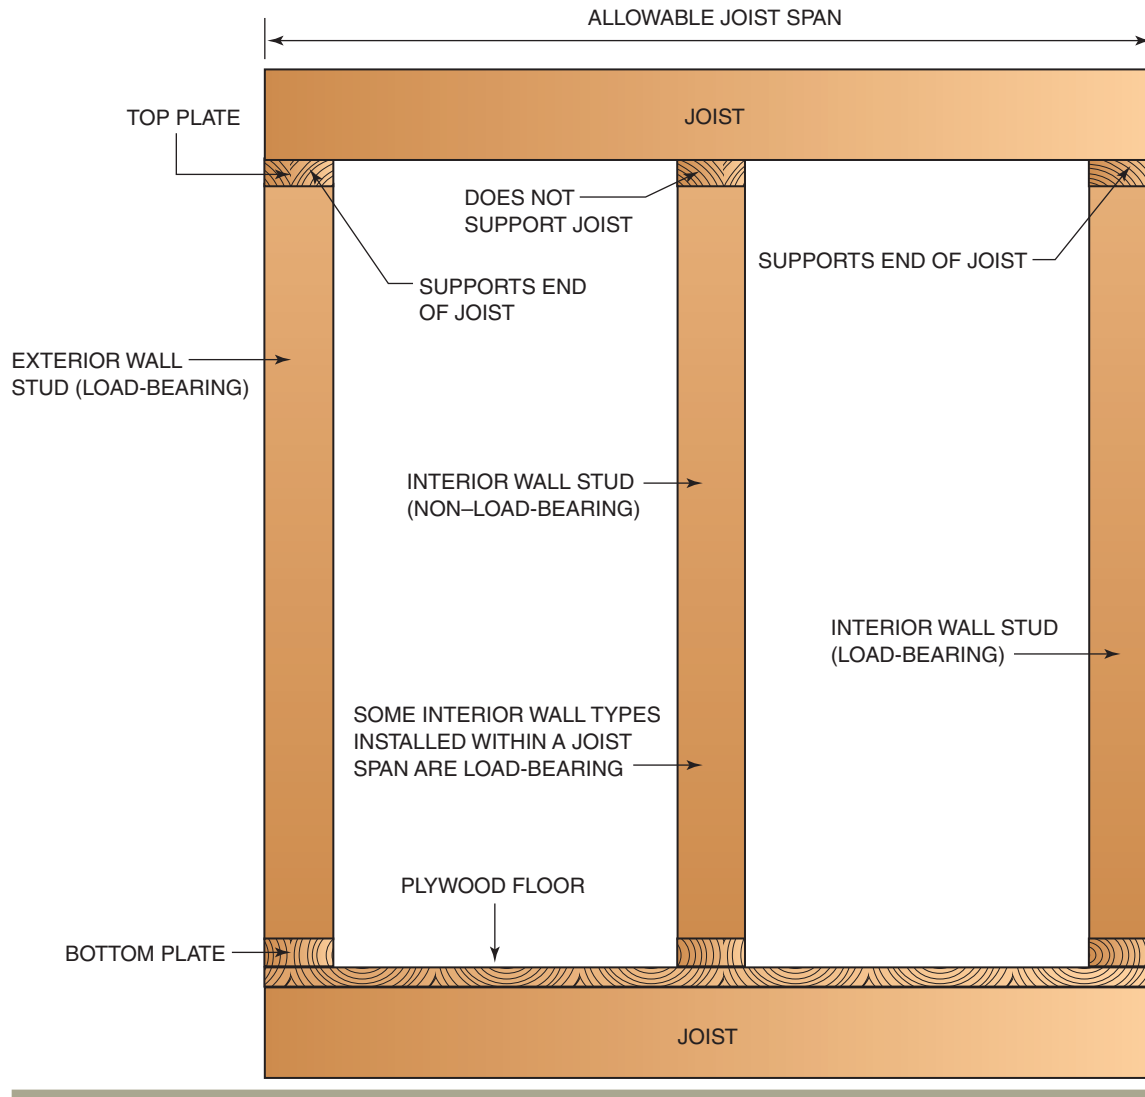 ALLOWABLE JOIST SPAN
JOIST
TOP PLATE
DOES NOT
SUPPORT JOIST
SUPPORTS END OF JOIST
SUPPORTS END
OF JOIST
EXTERIOR WALL
STUD (LOAD-BEARING)
INTERIOR WALL STUD
(NON–LOAD-BEARING)
INTERIOR WALL STUD
(LOAD-BEARING)
SOME INTERIOR WALL TYPES
INSTALLED WITHIN A JOIST
SPAN ARE LOAD-BEARING
PLYWOOD FLOOR
BOTTOM PLATE
JOIST